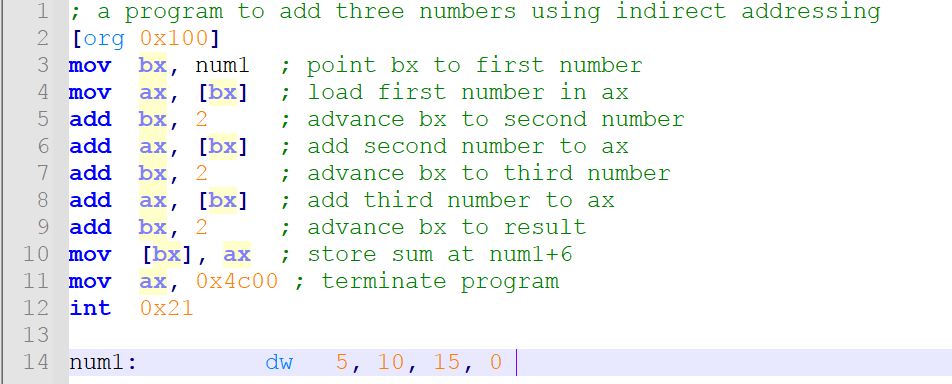 1 ; a program to add three numbers using indirect addressing
2 [org 0x100]
3 mov  bx, num1  ; point bx to first number
4 mov  ax, [bx]  ; load first number in ax
5 add  bx, 2     ; advance bx to second number
6 add  ax, [bx]  ; add second number to ax
7 add  bx, 2     ; advance bx to third number
8 add  ax, [bx]  ; add third number to ax
9 add  bx, 2     ; advance bx to result
10 mov  [bx], ax  ; store sum at num1+6
11 mov  ax, 0x4c00 ; terminate program
12 int  0x21
13
14 num1:         dw   5, 10, 15, 0